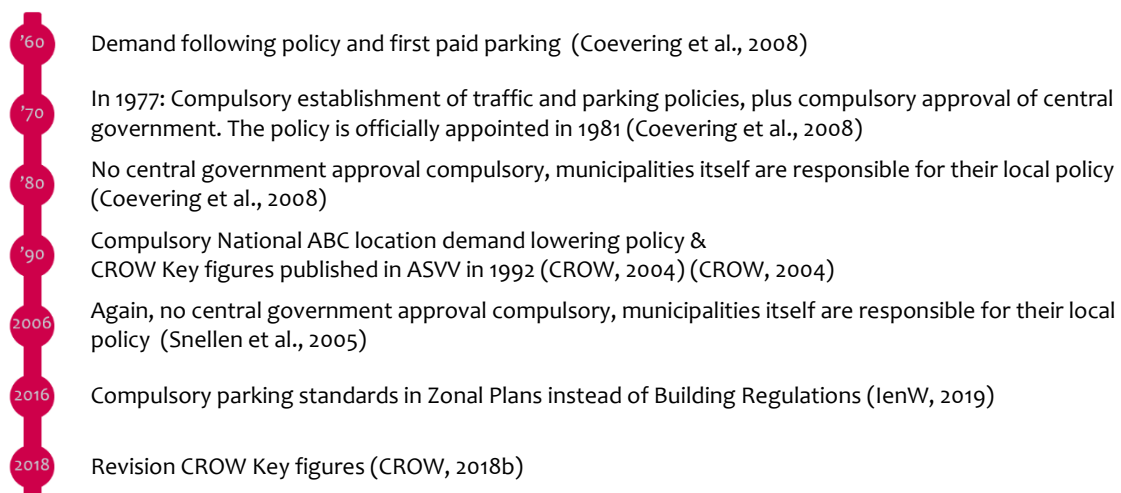 '60
Demand following policy and first paid parking (Coevering et al., 2008)
'70
In 1977: Compulsory establishment of traffic and parking policies, plus compulsory approval of central
government. The policy is officially appointed in 1981 (Coevering et al., 2008)
'80
No central government approval compulsory, municipalities itself are responsible for their local policy
(Coevering et al., 2008)
'90
Compulsory National ABC location demand lowering policy &
CROW Key figures published in ASVV in 1992 (CROW, 2004) (CROW, 2004)
2006
Again, no central government approval compulsory, municipalities itself are responsible for their local
policy (Snellen et al., 2005)
2016
Compulsory parking standards in Zonal Plans instead of Building Regulations (IenW, 2019)
2018
Revision CROW Key figures (CROW, 2018b)